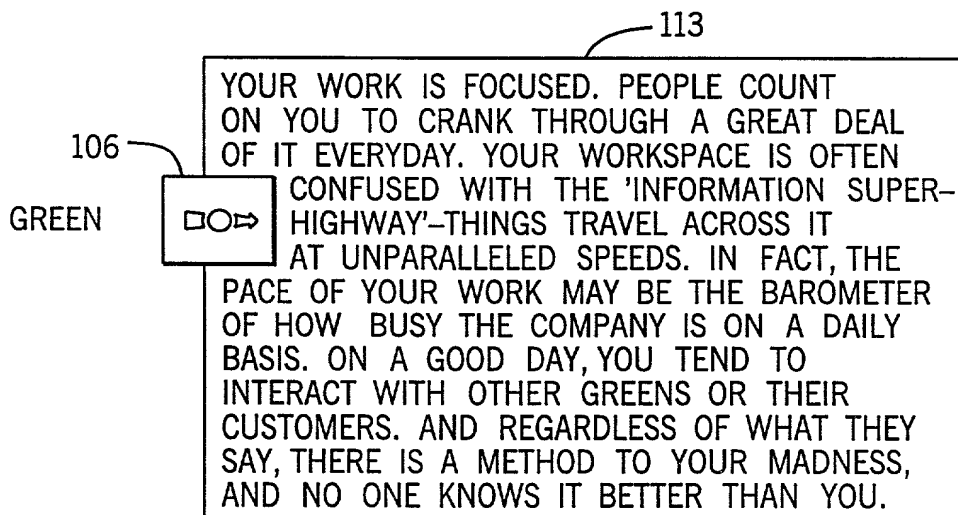 113
YOUR WORK IS FOCUSED. PEOPLE COUNT
ON YOU TO CRANK THROUGH A GREAT DEAL
106
OF IT EVERYDAY. YOUR WORKSPACE IS OFTEN
CONFUSED WITH THE 'INFORMATION SUPER–
GREEN
HIGHWAY'–THINGS TRAVEL ACROSS IT
AT UNPARALLELED SPEEDS. IN FACT, THE
PACE OF YOUR WORK MAY BE THE BAROMETER
OF HOW BUSY THE COMPANY IS ON A DAILY
BASIS. ON A GOOD DAY, YOU TEND TO
INTERACT WITH OTHER GREENS OR THEIR
CUSTOMERS. AND REGARDLESS OF WHAT THEY
SAY, THERE IS A METHOD TO YOUR MADNESS,
AND NO ONE KNOWS IT BETTER THAN YOU.